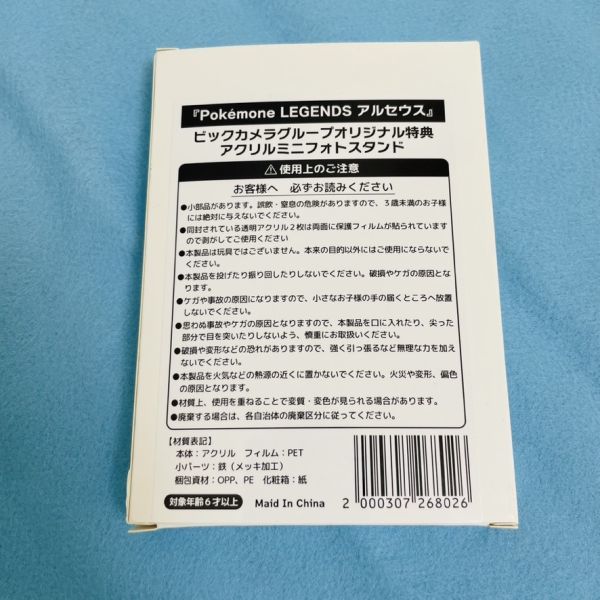 『Pokémone LEGENDS アルセウス』
ビックカメラグループオリジナル特典
アクリルミニフォトスタンド
⚠使用上のご注意
お客様へ 必ずお読みください
●小部品があります。誤飲・窒息の危険がありますので、3歳未満のお子様
には絶対に与えないでください。
●同封されている透明アクリル2枚は両面に保護フィルムが貼られています
ので剥がしてご使用ください
●本製品は玩具ではございません。本来の目的以外にはご使用にならないで
ください。
●本製品を投げたり振り回したりしないでください。破損やケガの原因とな
ります。
●ケガや事故の原因になりますので、小さなお子様の手の届くところへ放置
しないでください。
●思わぬ事故やケガの原因となりますので、本製品を口に入れたり、尖った
部分で目を突いたりしないよう、慎重にお取扱いください。
●破損や変形などの恐れがありますので、強く引っ張るなど無理な力を加え
ないでください。
●本製品を火気などの熱源の近くに置かないでください。火災や変形、偏色
の原因となります。
●材質上、使用を重ねることで変質・変色が見られる場合があります。
●廃棄する場合は、各自治体の廃棄区分に従ってください。
【材質表記】
本体：アクリル フィルム：PET
小パーツ：鉄（メッキ加工）
梱包資材：OPP、PE 化粧箱：紙
対象年齢6才以上 Maid In China
2 000307 268026